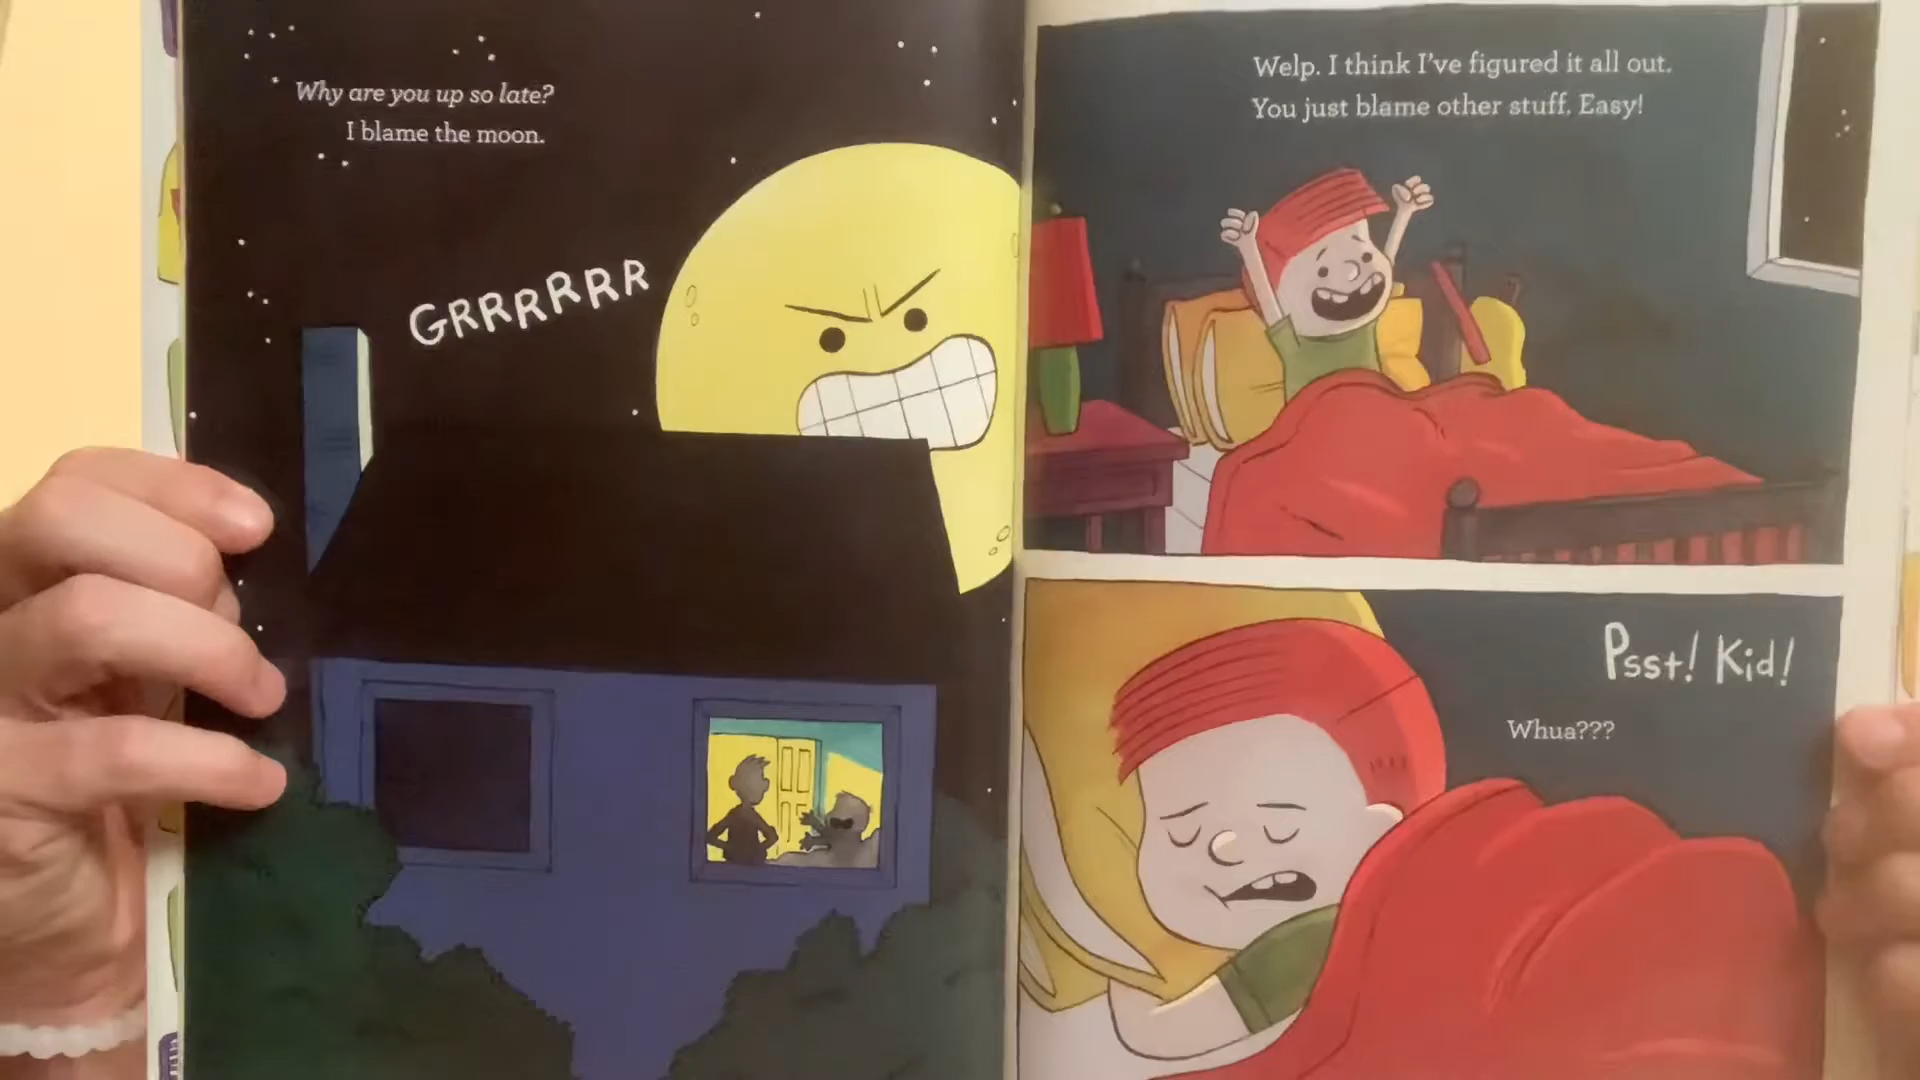 Why are you up so late?
I blame the moon.
GRRRRRRR
Welp. I think I've figured it all out.
You just blame other stuff. Easy!
Psst! Kid!
Whua???